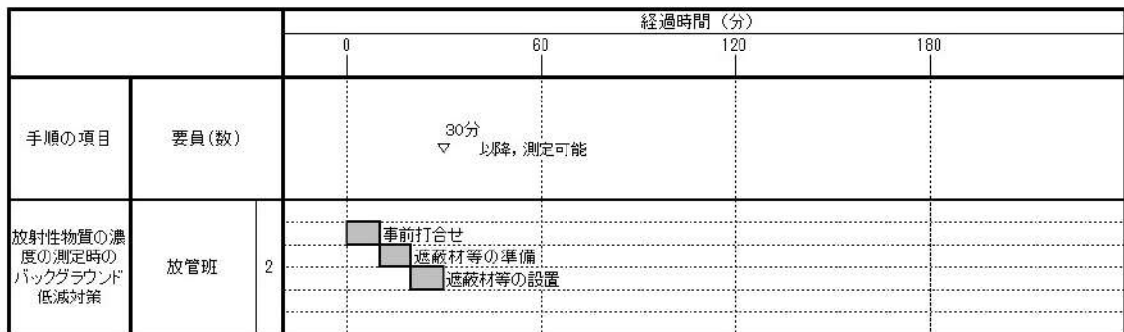 経過時間（分）
0 60 120 180
手順の項目 要員(数)
30分
▽ 以降，測定可能
放射性物質の濃
度の測定時の
バックグラウンド
低減対策
放管班 2
事前打合せ
遮蔽材等の準備
遮蔽材等の設置